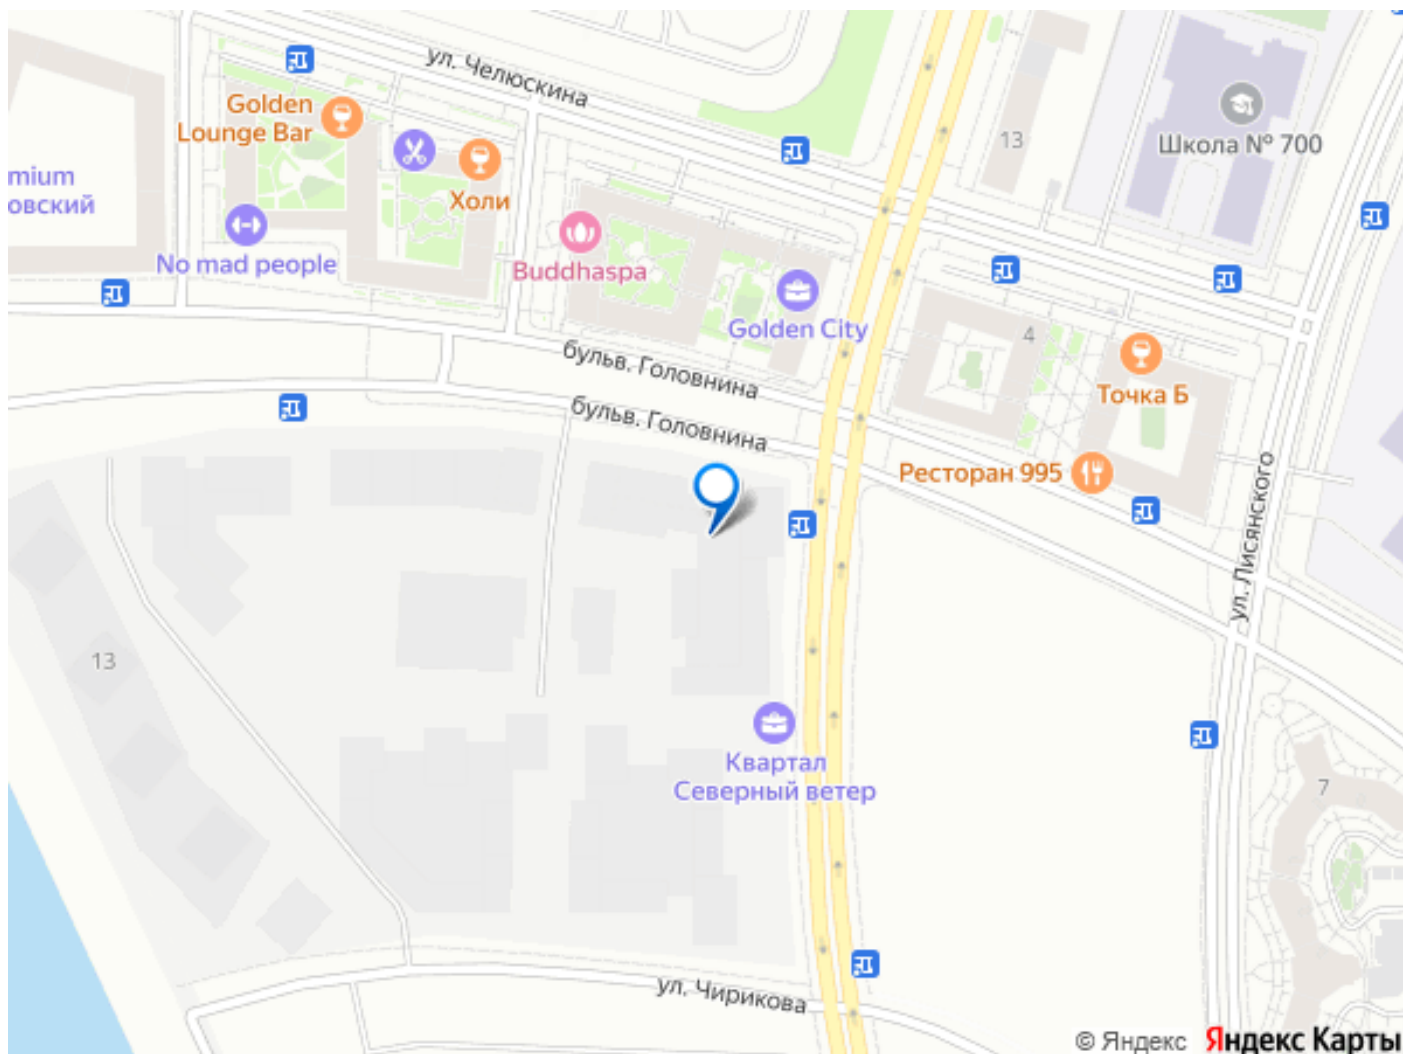 ул. Челюскина
Golden
Lounge Bar
13
Школа № 700
mium
овский
Холи
No mad people
Buddhaspa
Golden City
4
Точка Б
бульв. Головнина
бульв. Головнина
Ресторан 995
ул. Лисянского
13
Квартал
Северный ветер
7
ул. Чирикова
© Яндекс Яндекс Карты